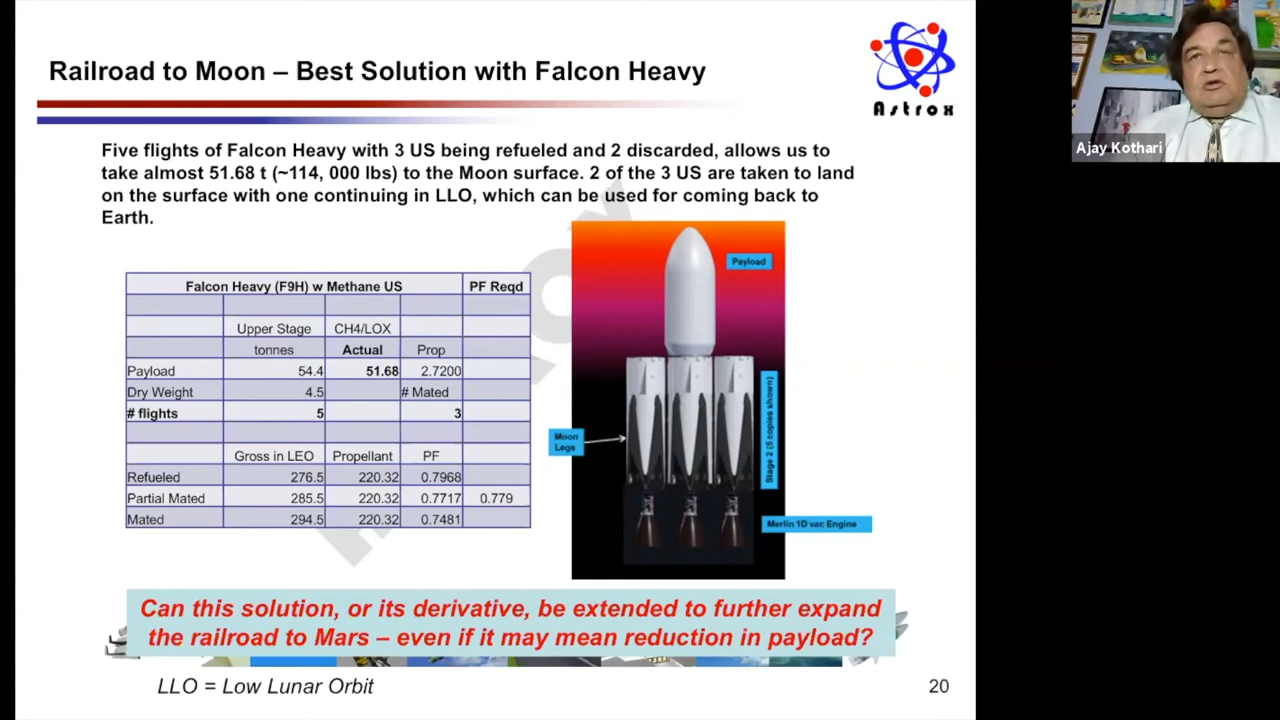 Railroad to Moon – Best Solution with Falcon Heavy
Astrox
Ajay Kothari
Five flights of Falcon Heavy with 3 US being refueled and 2 discarded, allows us to
take almost 51.68 t (~114, 000 lbs) to the Moon surface. 2 of the 3 US are taken to land
on the surface with one continuing in LLO, which can be used for coming back to
Earth.
Falcon Heavy (F9H) w Methane US PF Reqd
Upper Stage CH4/LOX
tonnes Actual Prop
Payload 54.4 51.68 2.7200
Dry Weight 4.5 # Mated
# flights 5 3
Gross in LEO Propellant PF
Refueled 276.5 220.32 0.7968
Partial Mated 285.5 220.32 0.7717 0.779
Mated 294.5 220.32 0.7481
Payload
Moon
Legs
Stage 2 (5 copies shown)
Merlin 1D vac Engine
Can this solution, or its derivative, be extended to further expand
the railroad to Mars – even if it may mean reduction in payload?
LLO = Low Lunar Orbit
20